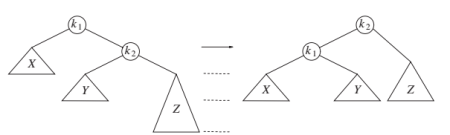 k₁ k₂
k₂ k₁
X X Y Z
Y
Z